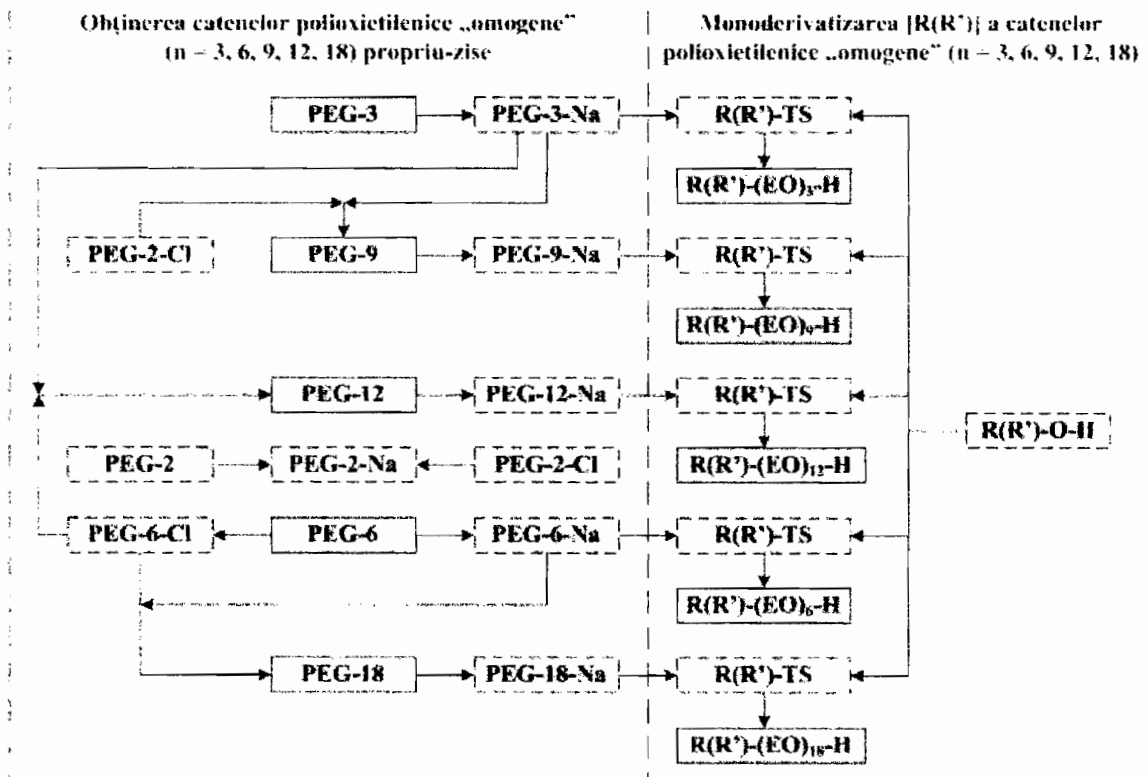 Obținerea catenelor polioxietilenice „omogene“
(n = 3, 6, 9, 12, 18) propriu-zise
Monoderivatizarea [R(R’)] a catenelor
polioxietilenice „omogene“ (n = 3, 6, 9, 12, 18)
PEG-3 PEG-3-Na R(R’)-TS
R(R’)-(EO)₃-H
PEG-2-Cl PEG-9 PEG-9-Na R(R’)-TS
R(R’)-(EO)₉-H
PEG-12 PEG-12-Na R(R’)-TS
R(R’)-O-H
PEG-2 PEG-2-Na PEG-2-Cl R(R’)-(EO)₁₂-H
PEG-6-Cl PEG-6 PEG-6-Na R(R’)-TS
R(R’)-(EO)₆-H
PEG-18 PEG-18-Na R(R’)-TS
R(R’)-(EO)₁₈-H